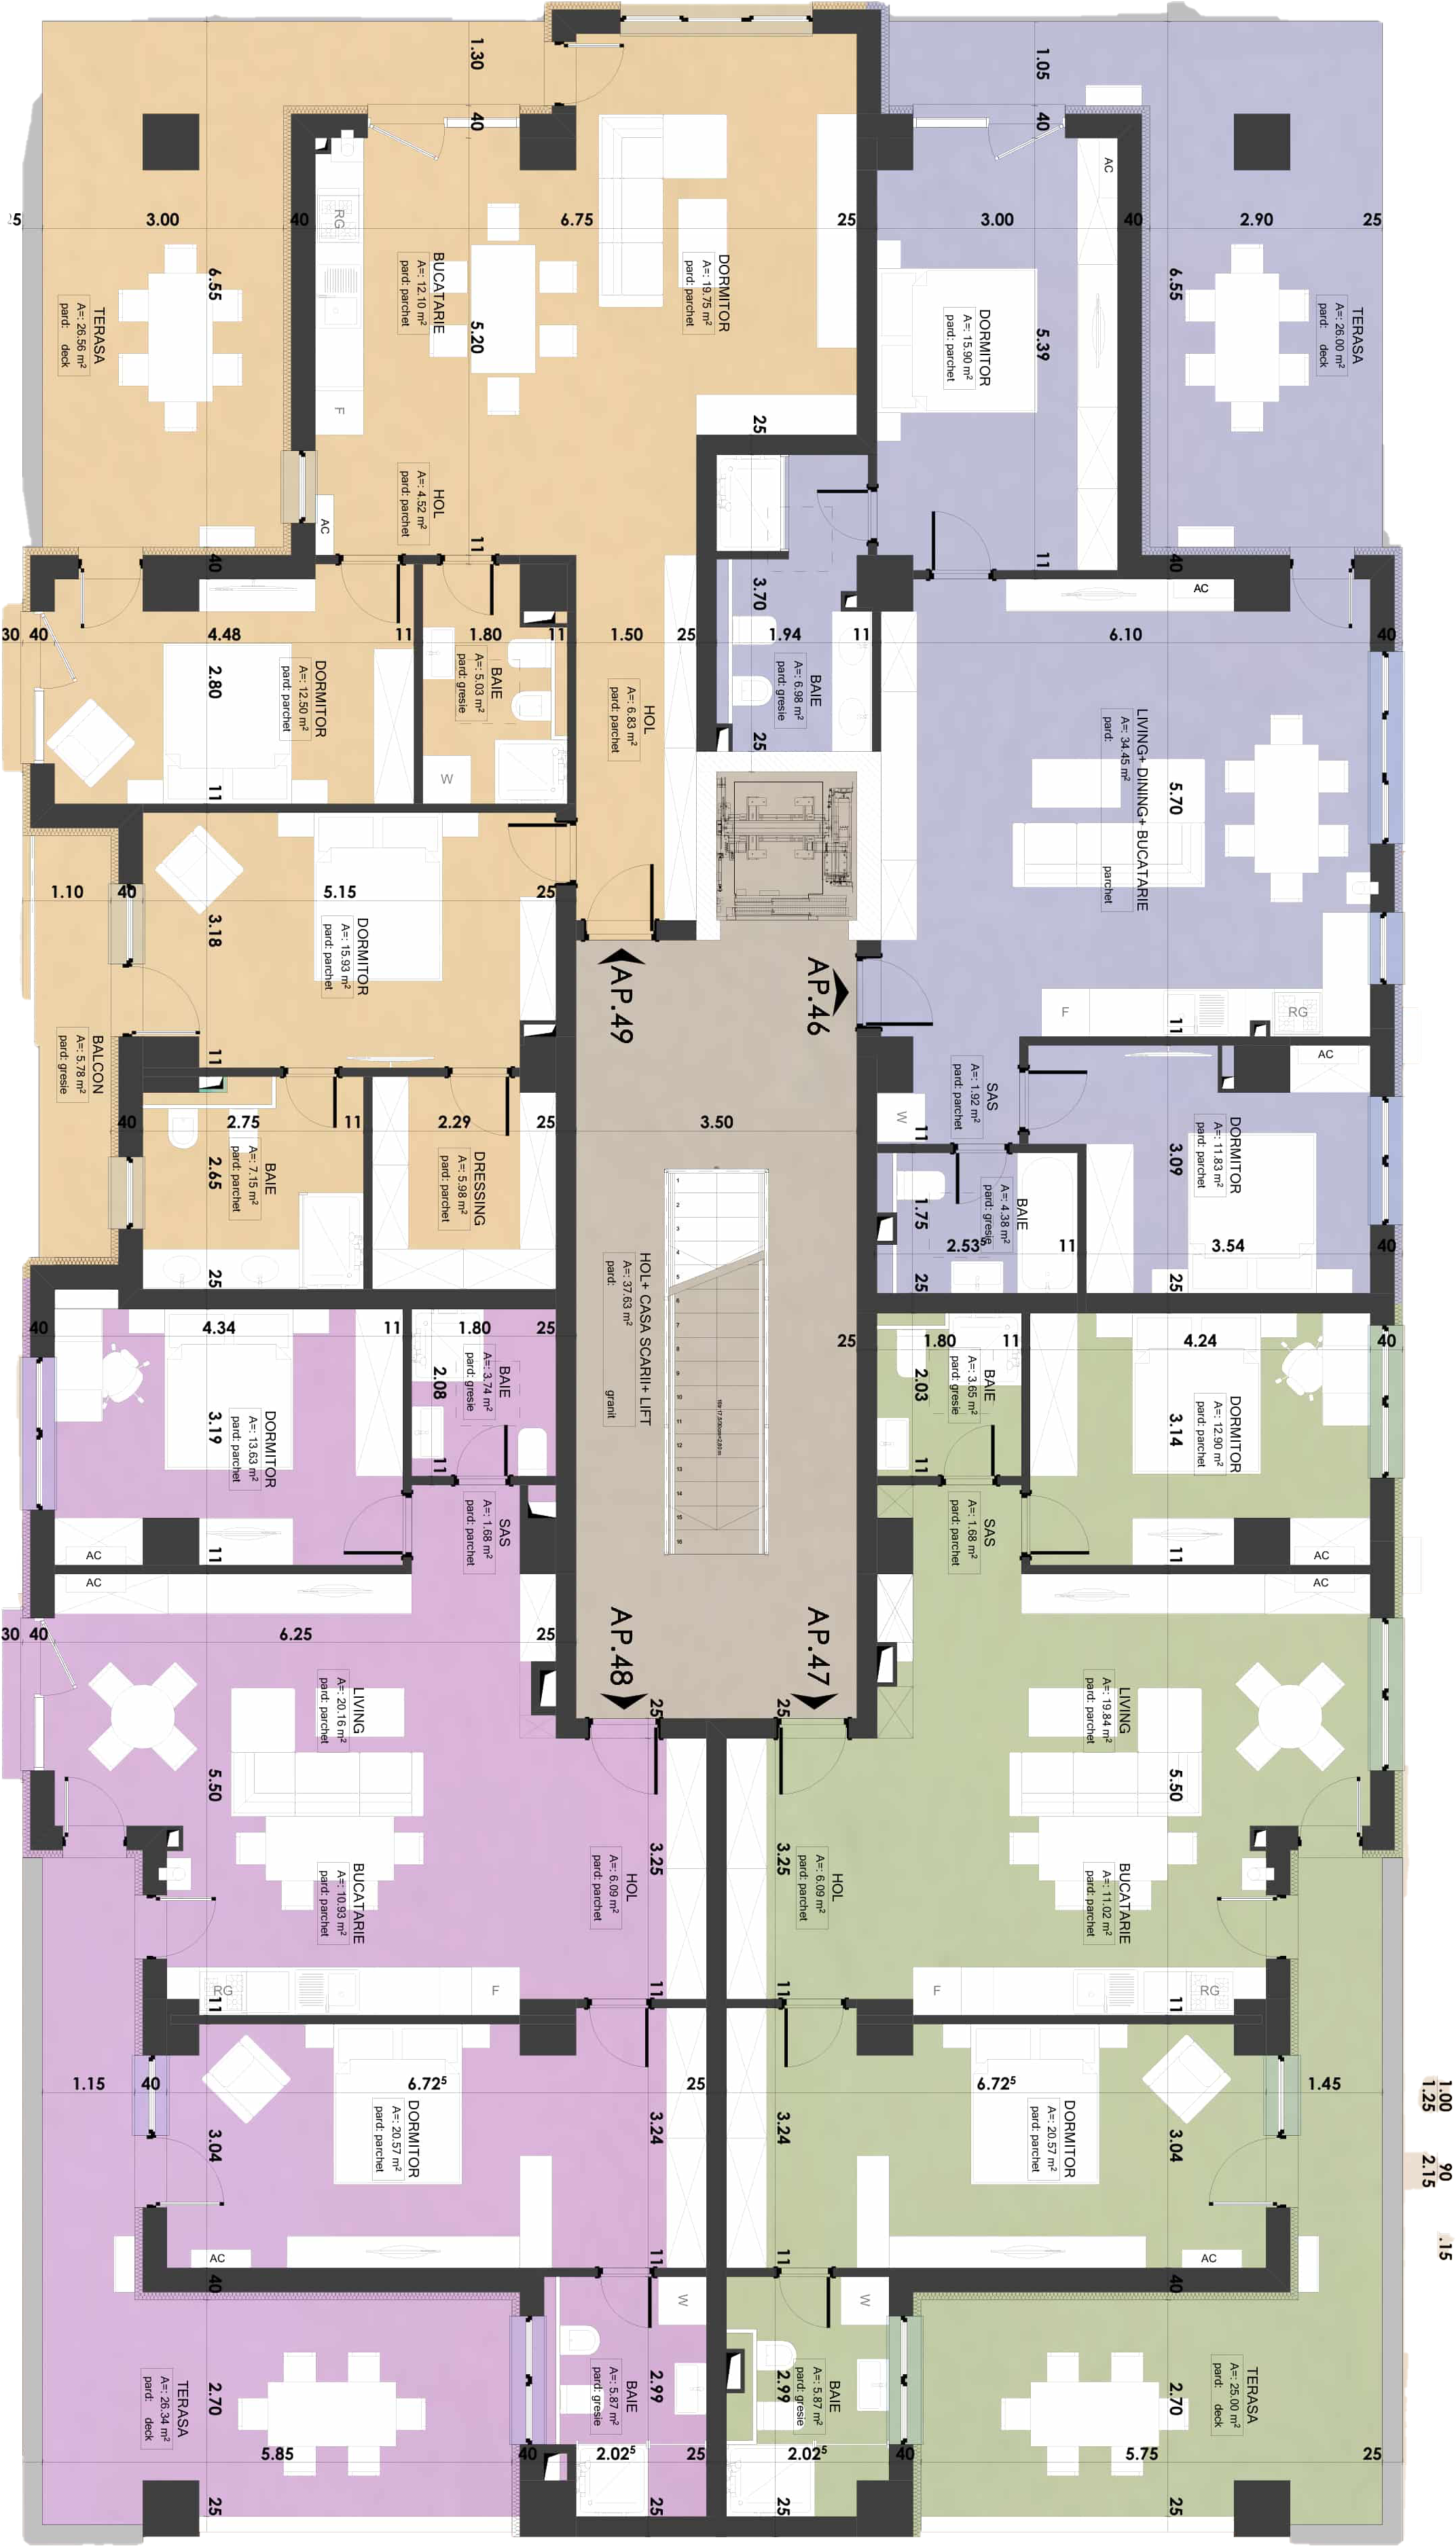 1.30
40
1.05
40
3.00
40
6.75
25
3.00
40
2.90
25
RG
AC
BUCATARIE
A=: 12.10 m²
pard: parchet
DORMITOR
A=: 19.75 m²
pard: parchet
DORMITOR
A=: 15.90 m²
pard: parchet
TERASA
A=: 26.56 m²
pard: deck
TERASA
A=: 26.00 m²
pard: deck
6.55
5.20
5.39
6.55
F
25
HOL
A=: 4.52 m²
pard: parchet
AC
40
11
11
40
AC
30 40
4.48
11
1.80
11
1.50
25
1.94
11
6.10
40
2.80
3.70
DORMITOR
A=: 12.50 m²
pard: parchet
BAIE
A=: 5.03 m²
pard: gresie
HOL
A=: 6.83 m²
pard: parchet
BAIE
A=: 6.98 m²
pard: gresie
LIVING+ DINING+ BUCATARIE
A=: 34.45 m²
pard: parchet
W
11
25
5.70
1.10
40
5.15
25
3.18
DORMITOR
A=: 15.93 m²
pard: parchet
AP.49
AP.46
F
RG
11
BALCON
A=: 5.78 m²
pard: gresie
11
AC
SAS
A=: 1.92 m²
pard: parchet
W
11
40
2.75
11
2.29
25
3.50
2.65
BAIE
A=: 7.15 m²
pard: parchet
DRESSING
A=: 5.98 m²
pard: parchet
DORMITOR
A=: 11.83 m²
pard: parchet
3.09
BAIE
A=: 4.38 m²
pard: gresie
1.75
2.53⁵
11
3.54
40
25
25
25
HOL+ CASA SCARII+ LIFT
A=: 37.63 m²
pard: granit
1
2
3
4
5
6
7
8
9
10
11
12
13
14
15
16
40
4.34
11
1.80
25
25
1.80
11
4.24
40
3.19
2.08
2.03
3.14
DORMITOR
A=: 13.63 m²
pard: parchet
BAIE
A=: 3.74 m²
pard: gresie
BAIE
A=: 3.65 m²
pard: gresie
DORMITOR
A=: 12.90 m²
pard: parchet
11
11
SAS
A=: 1.68 m²
pard: parchet
SAS
A=: 1.68 m²
pard: parchet
AC
11
11
AC
AC
AC
30 40
6.25
25
AP.48
AP.47
25
25
LIVING
A=: 20.16 m²
pard: parchet
LIVING
A=: 19.84 m²
pard: parchet
5.50
5.50
BUCATARIE
A=: 10.93 m²
pard: parchet
HOL
A=: 6.09 m²
pard: parchet
3.25
3.25
HOL
A=: 6.09 m²
pard: parchet
BUCATARIE
A=: 11.02 m²
pard: parchet
RG
F
F
RG
11
11
11
11
1.15
40
6.72⁵
25
6.72⁵
1.45
1.00
1.25
3.04
3.24
3.24
3.04
DORMITOR
A=: 20.57 m²
pard: parchet
DORMITOR
A=: 20.57 m²
pard: parchet
90
2.15
.15
AC
AC
40
11
11
40
W
W
2.70
2.99
2.99
2.70
TERASA
A=: 26.34 m²
pard: deck
BAIE
A=: 5.87 m²
pard: gresie
BAIE
A=: 5.87 m²
pard: gresie
TERASA
A=: 25.00 m²
pard: deck
5.85
40
2.02⁵
25
2.02⁵
40
5.75
25
25
25
25
25